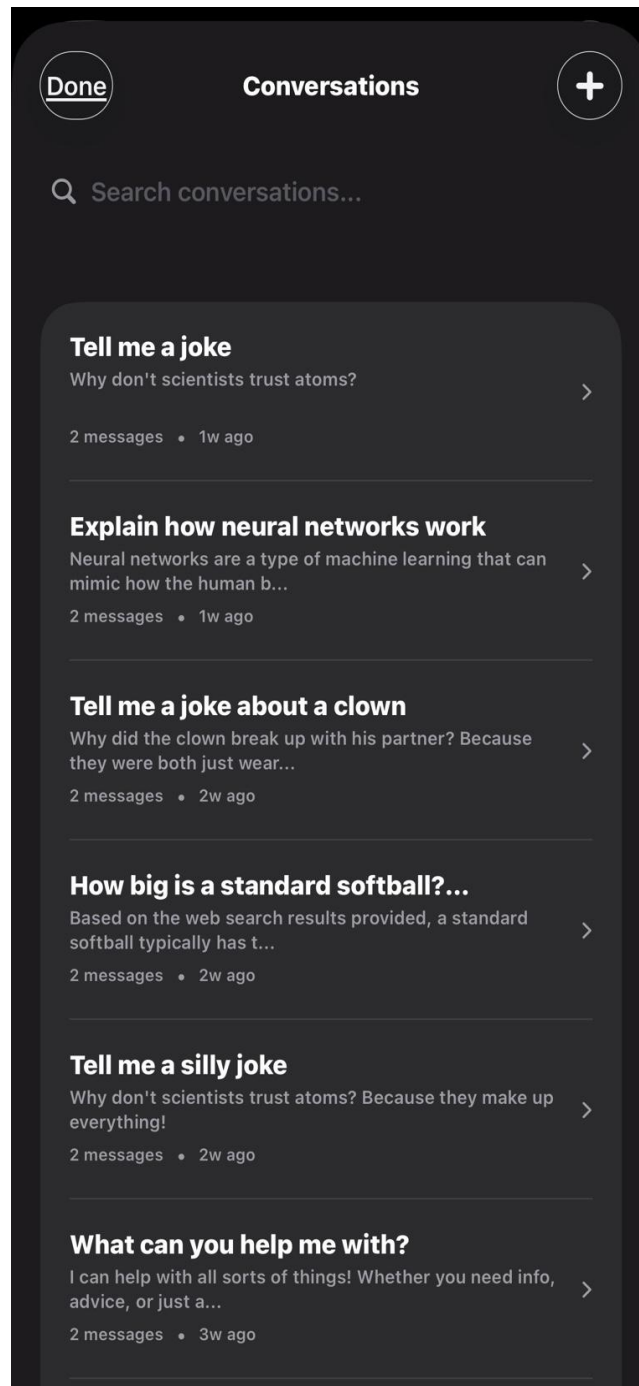 Done
Conversations
Search conversations...
Tell me a joke
Why don't scientists trust atoms?
2 messages • 1w ago
Explain how neural networks work
Neural networks are a type of machine learning that can
mimic how the human b...
2 messages • 1w ago
Tell me a joke about a clown
Why did the clown break up with his partner? Because
they were both just wear...
2 messages • 2w ago
How big is a standard softball?...
Based on the web search results provided, a standard
softball typically has t...
2 messages • 2w ago
Tell me a silly joke
Why don't scientists trust atoms? Because they make up
everything!
2 messages • 2w ago
What can you help me with?
I can help with all sorts of things! Whether you need info,
advice, or just a...
2 messages • 3w ago